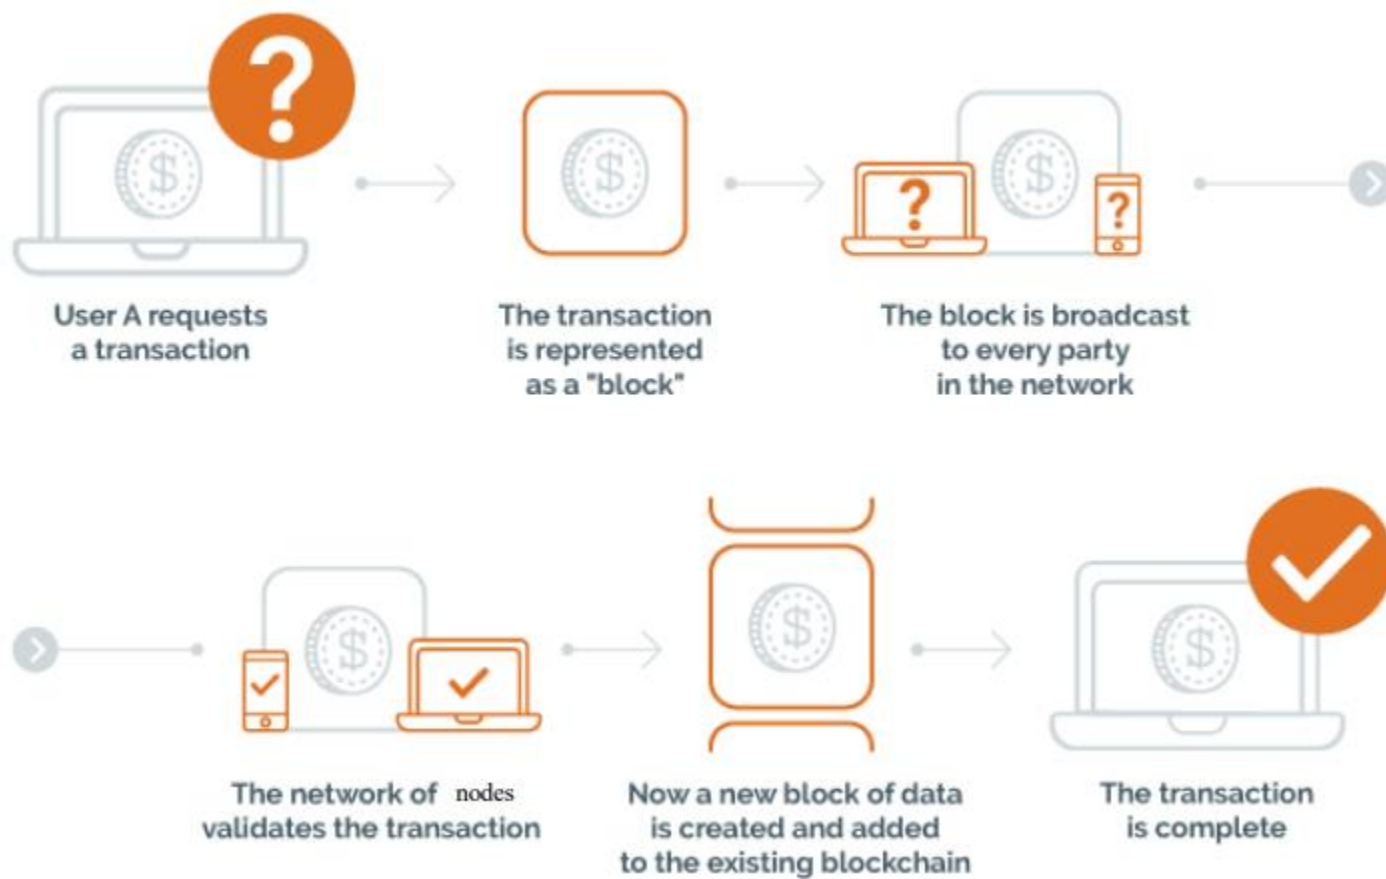 User A requests
a transaction
The transaction
is represented
as a "block"
The block is broadcast
to every party
in the network
The network of nodes
validates the transaction
Now a new block of data
is created and added
to the existing blockchain
The transaction
is complete